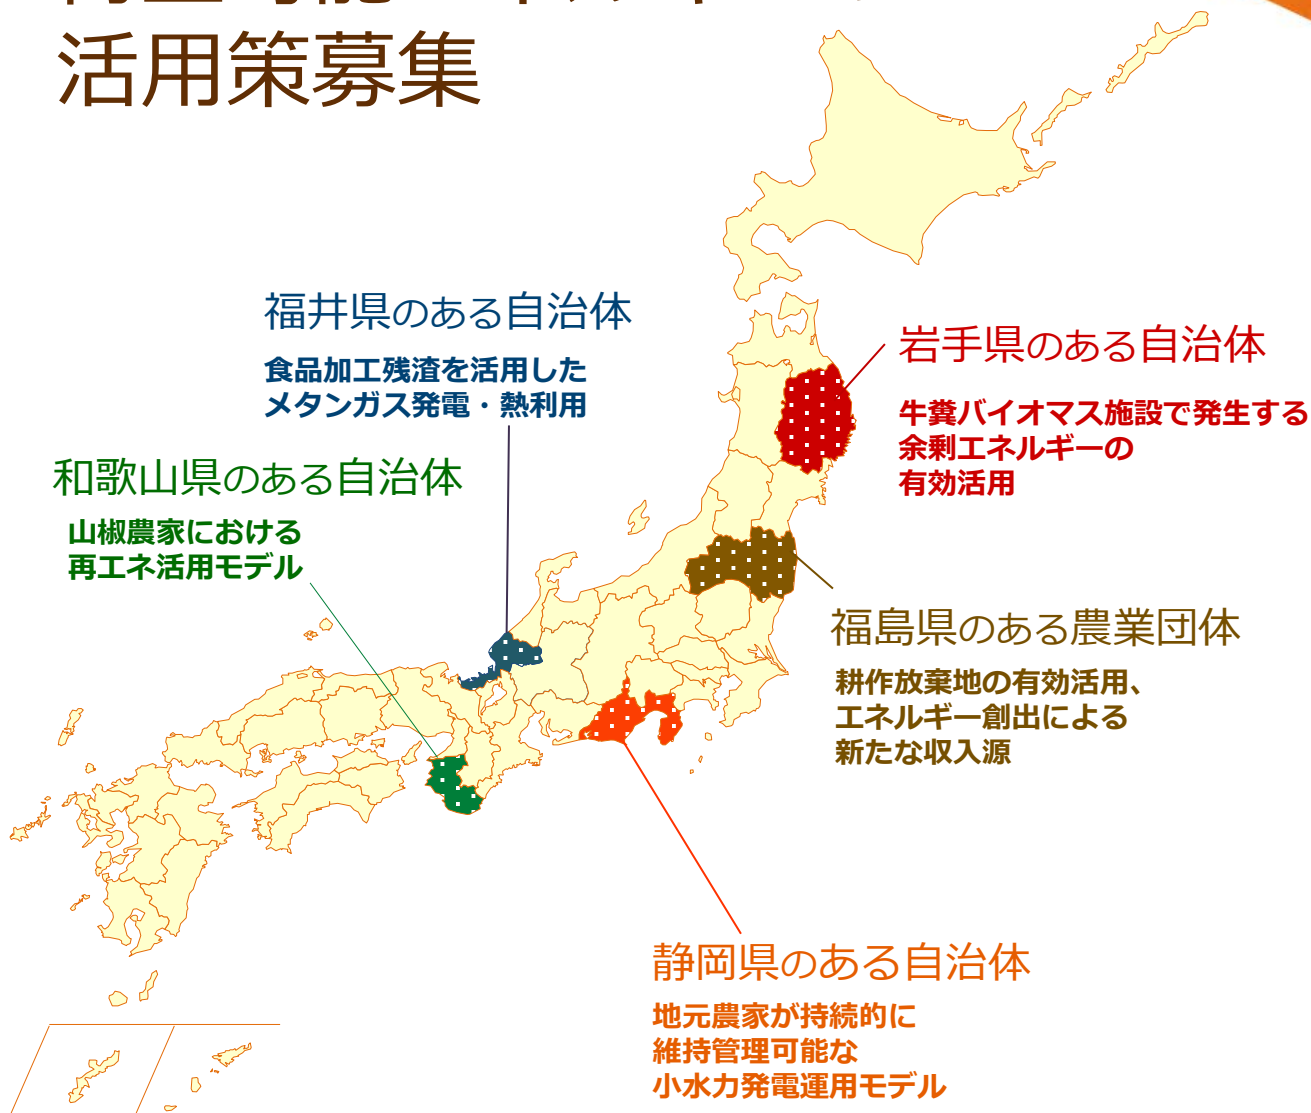 活用策募集
福井県のある自治体
食品加工残渣を活用した
メタンガス発電・熱利用
岩手県のある自治体
牛糞バイオマス施設で発生する
余剰エネルギーの
有効活用
和歌山県のある自治体
山椒農家における
再エネ活用モデル
福島県のある農業団体
耕作放棄地の有効活用、
エネルギー創出による
新たな収入源
静岡県のある自治体
地元農家が持続的に
維持管理可能な
小水力発電運用モデル